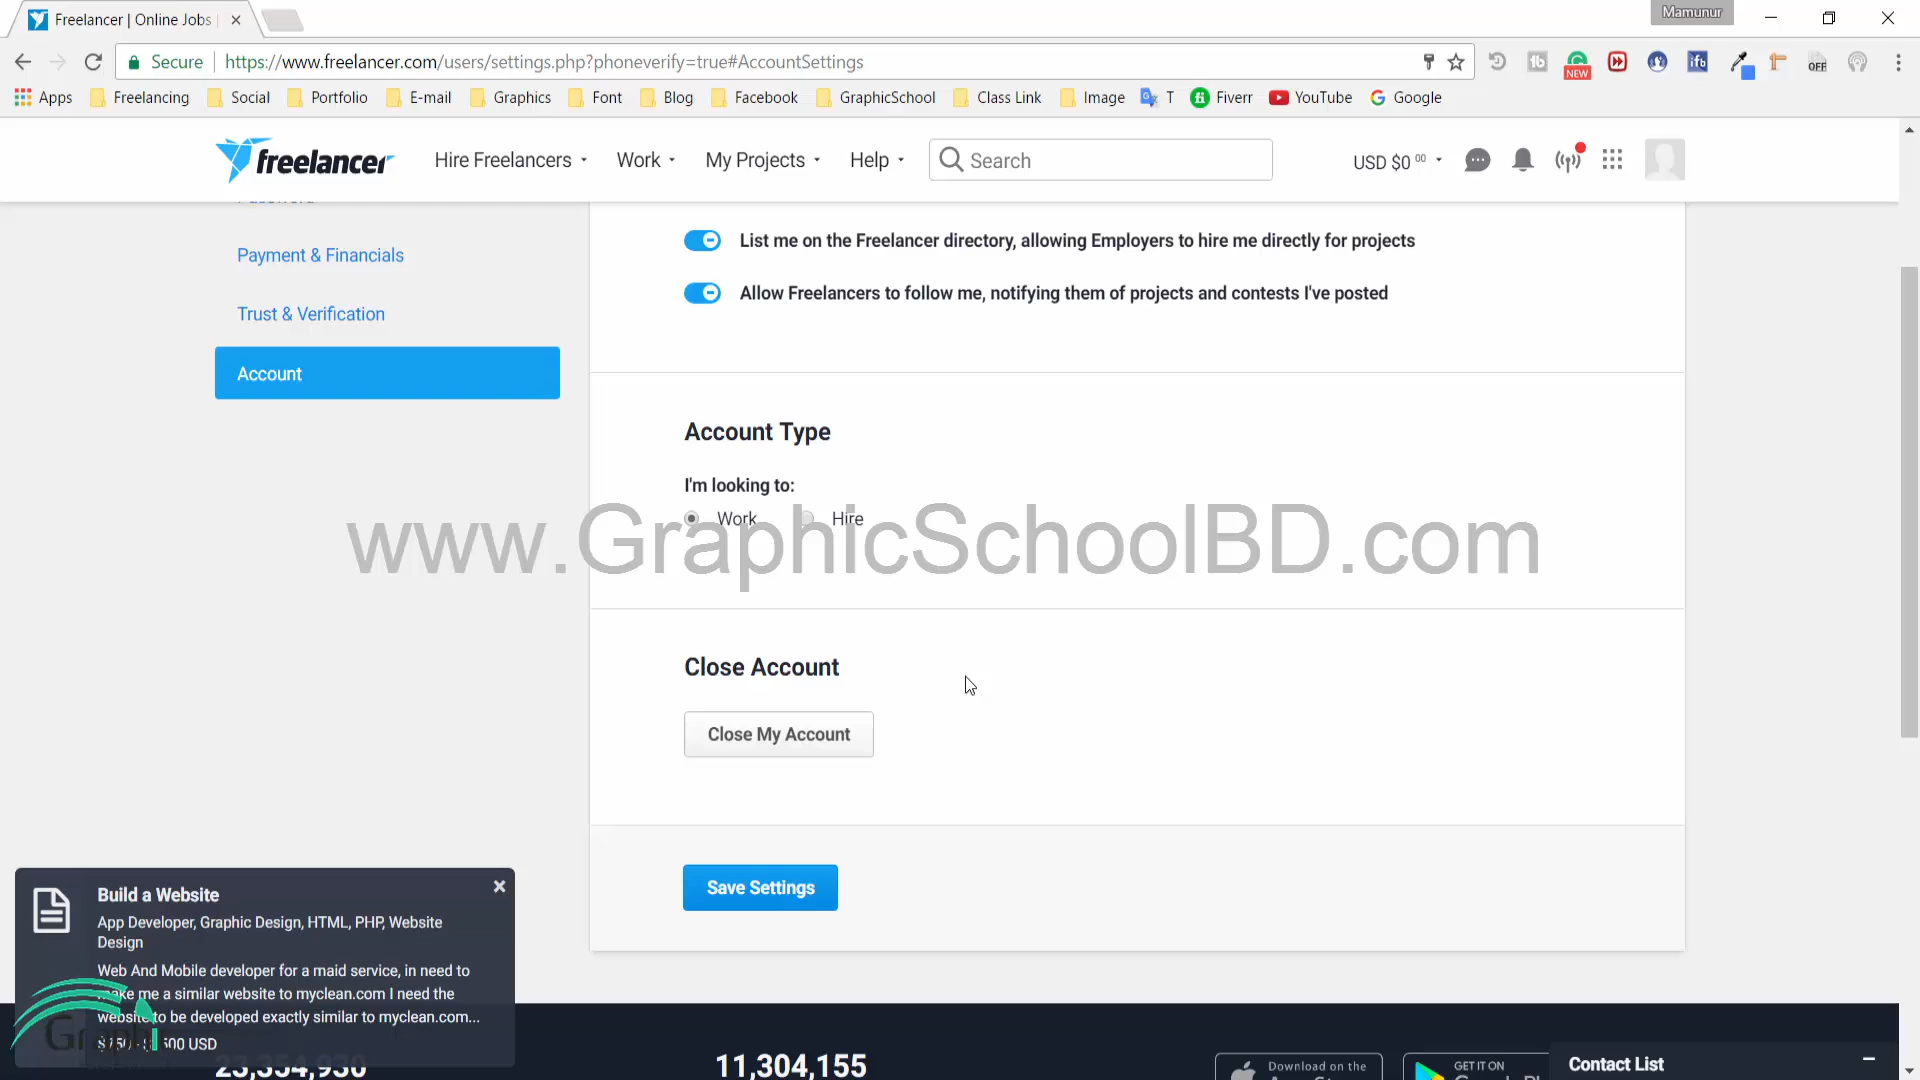 Freelancer | Online Jobs
Mamunur
Secure https://www.freelancer.com/users/settings.php?phoneverify=true#AccountSettings
NEW
1b
ifb
OFF
Apps Freelancing Social Portfolio E-mail Graphics Font Blog Facebook GraphicSchool Class Link Image T Fiverr YouTube Google
freelancer Hire Freelancers Work My Projects Help Search USD $0 00
Payment & Financials
Trust & Verification
Account
List me on the Freelancer directory, allowing Employers to hire me directly for projects
Allow Freelancers to follow me, notifying them of projects and contests I've posted
Account Type
I'm looking to:
Work Hire
www.GraphicSchoolBD.com
Close Account
Close My Account
Save Settings
Build a Website
App Developer, Graphic Design, HTML, PHP, Website
Design
Web And Mobile developer for a maid service, in need to
make me a similar website to myclean.com I need the
website to be developed exactly similar to myclean.com...
500 USD
Graphi
23,354,930 11,304,155
Download on the
GET IT ON
Contact List